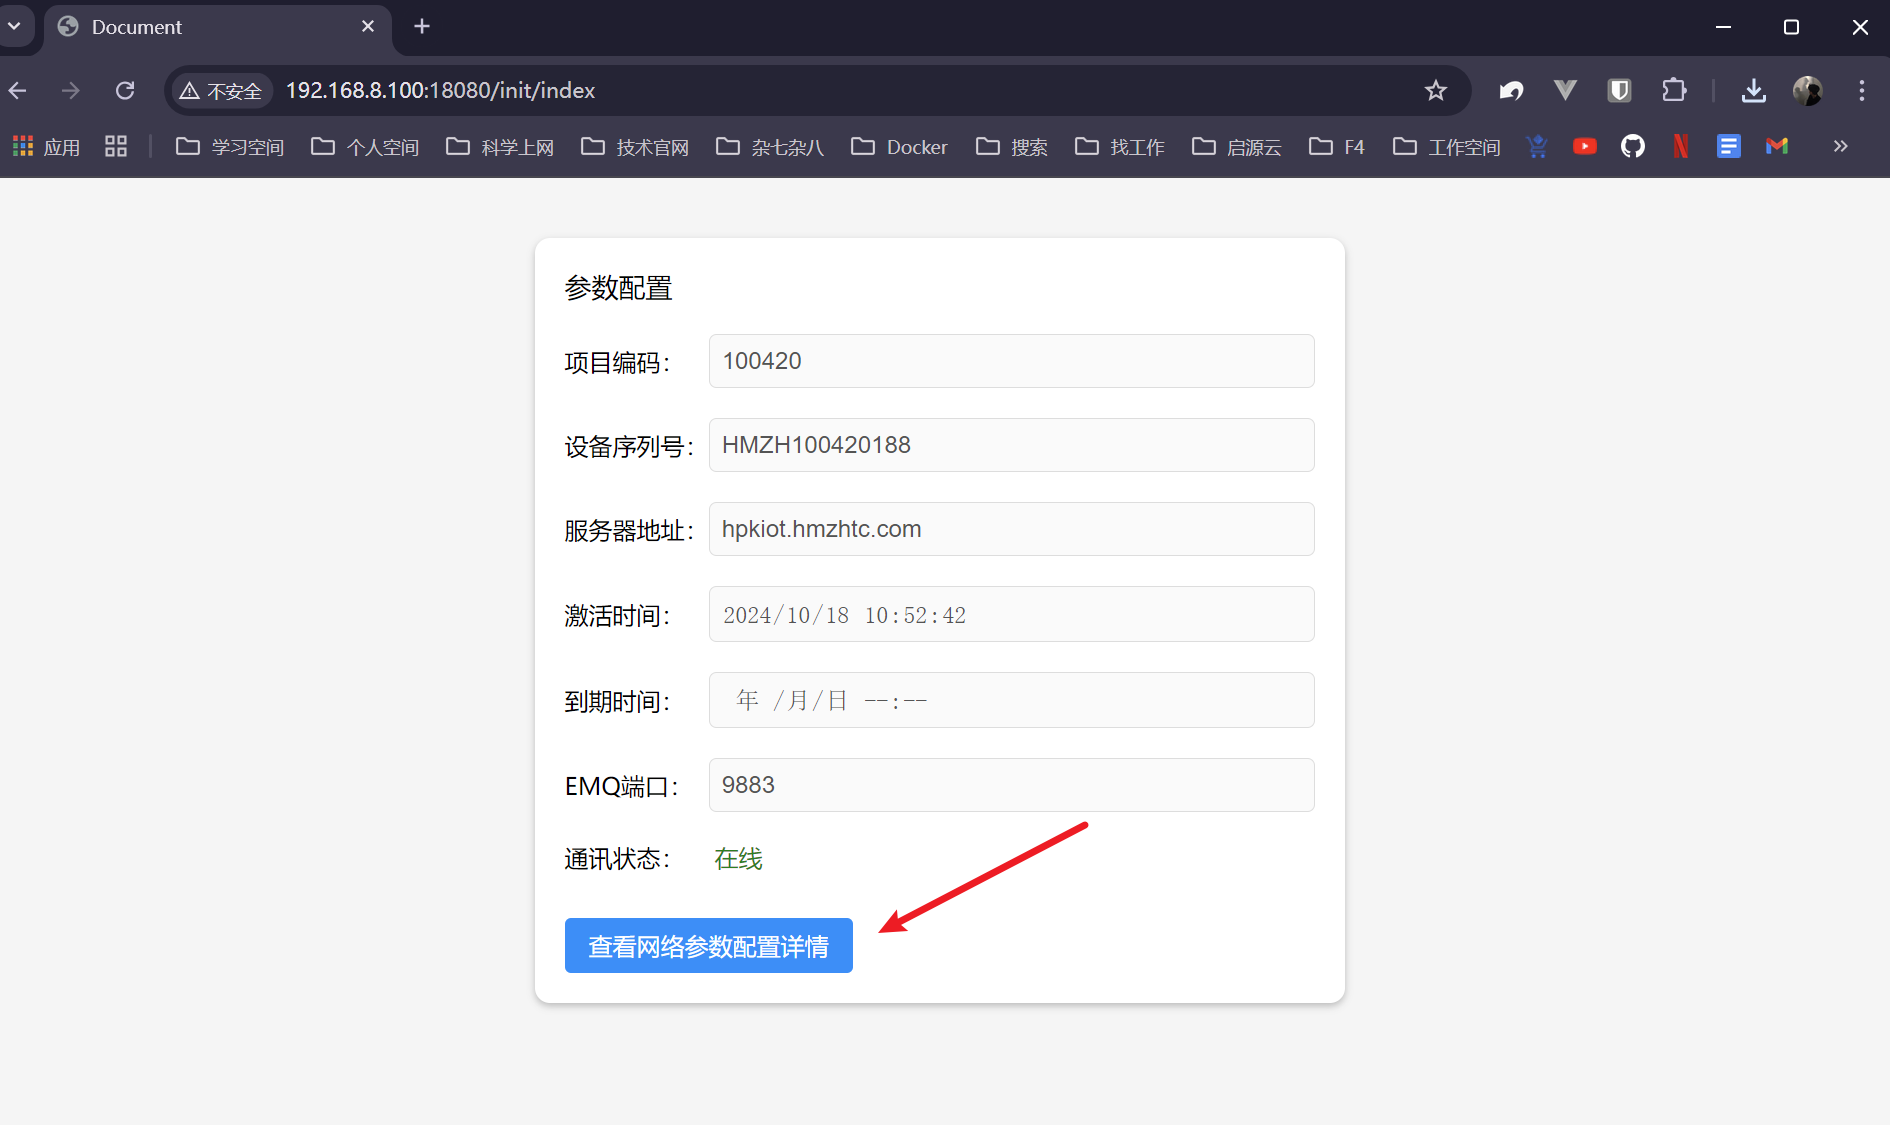 Document
不安全 192.168.8.100:18080/init/index
应用 学习空间 个人空间 科学上网 技术官网 杂七杂八 Docker 搜索 找工作 启源云 F4 工作空间
参数配置
项目编码： 100420
设备序列号： HMZH100420188
服务器地址： hpkiot.hmzhtc.com
激活时间： 2024/10/18 10:52:42
到期时间： 年 /月/日 --:--
EMQ端口： 9883
通讯状态： 在线
查看网络参数配置详情